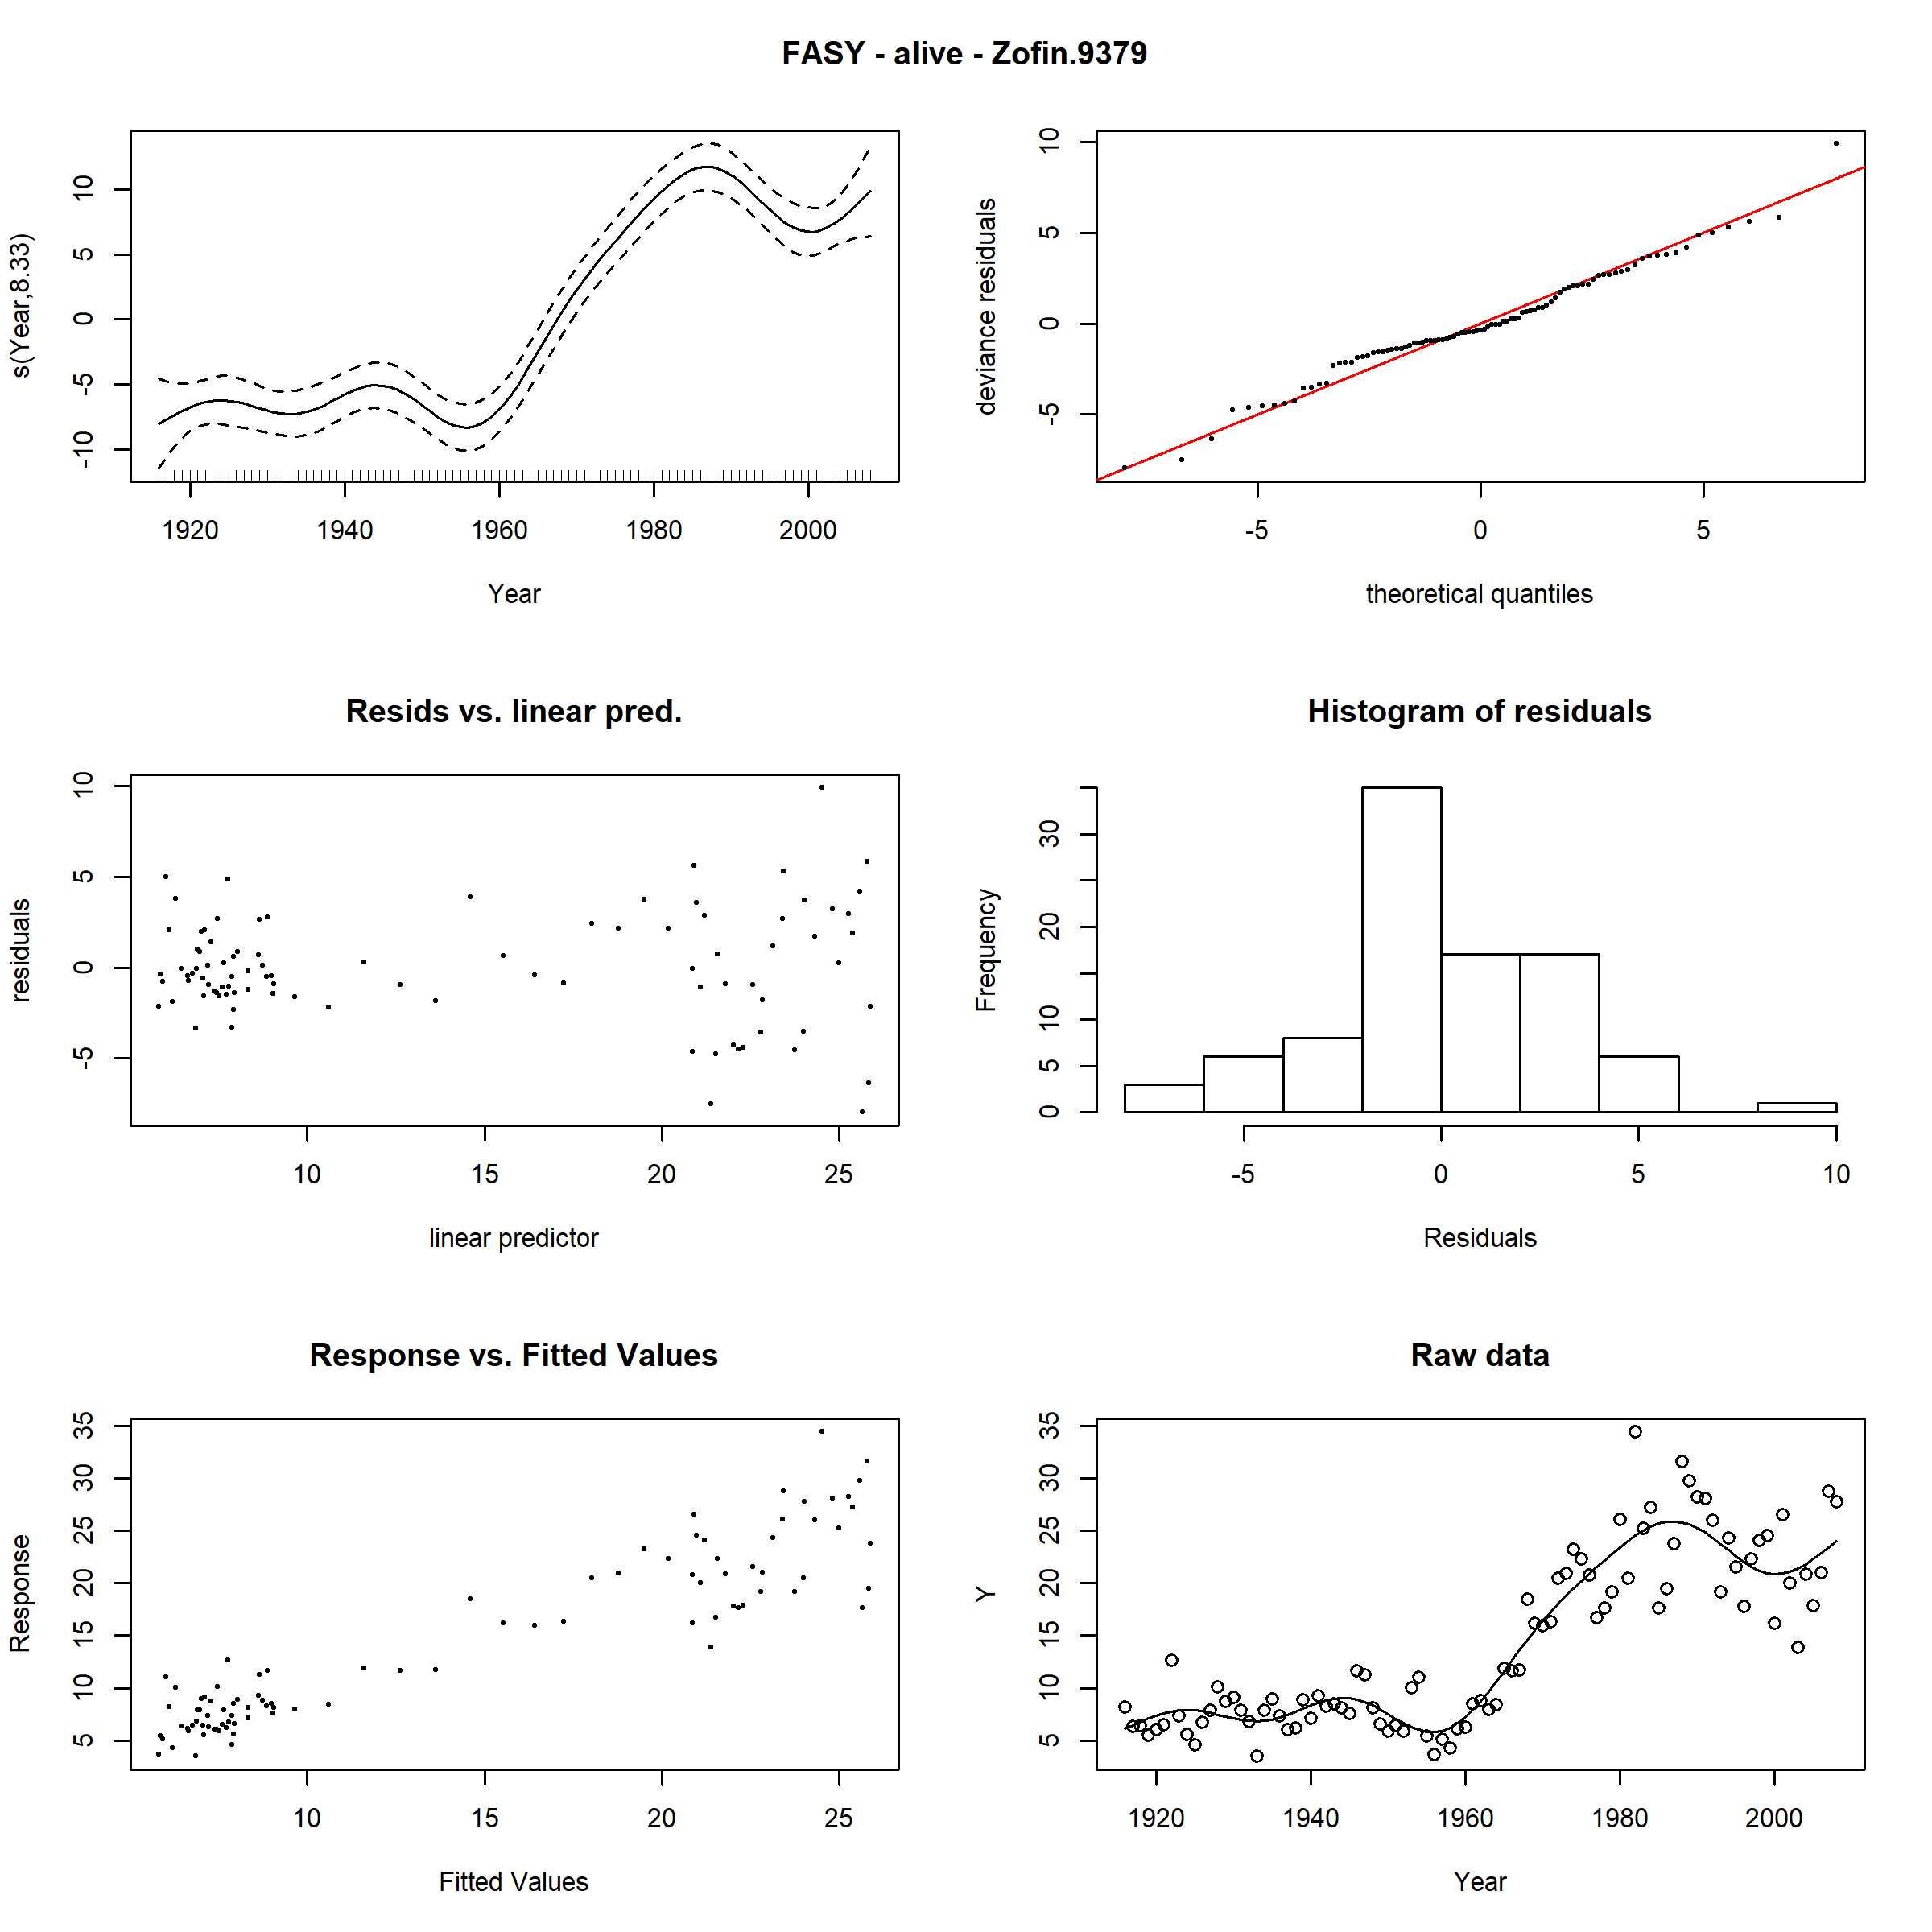 FASY - alive - Zofin.9379
s(Year,8.33)
10
5
0
-5
-10
1920 1940 1960 1980 2000
Year
deviance residuals
10
5
0
-5
-5 0 5
theoretical quantiles
Resids vs. linear pred.
residuals
10
5
0
-5
10 15 20 25
linear predictor
Histogram of residuals
Frequency
30
20
10
5
0
-5 0 5 10
Residuals
Response vs. Fitted Values
Response
35
30
25
20
15
10
5
10 15 20 25
Fitted Values
Raw data
Y
35
30
25
20
15
10
5
1920 1940 1960 1980 2000
Year